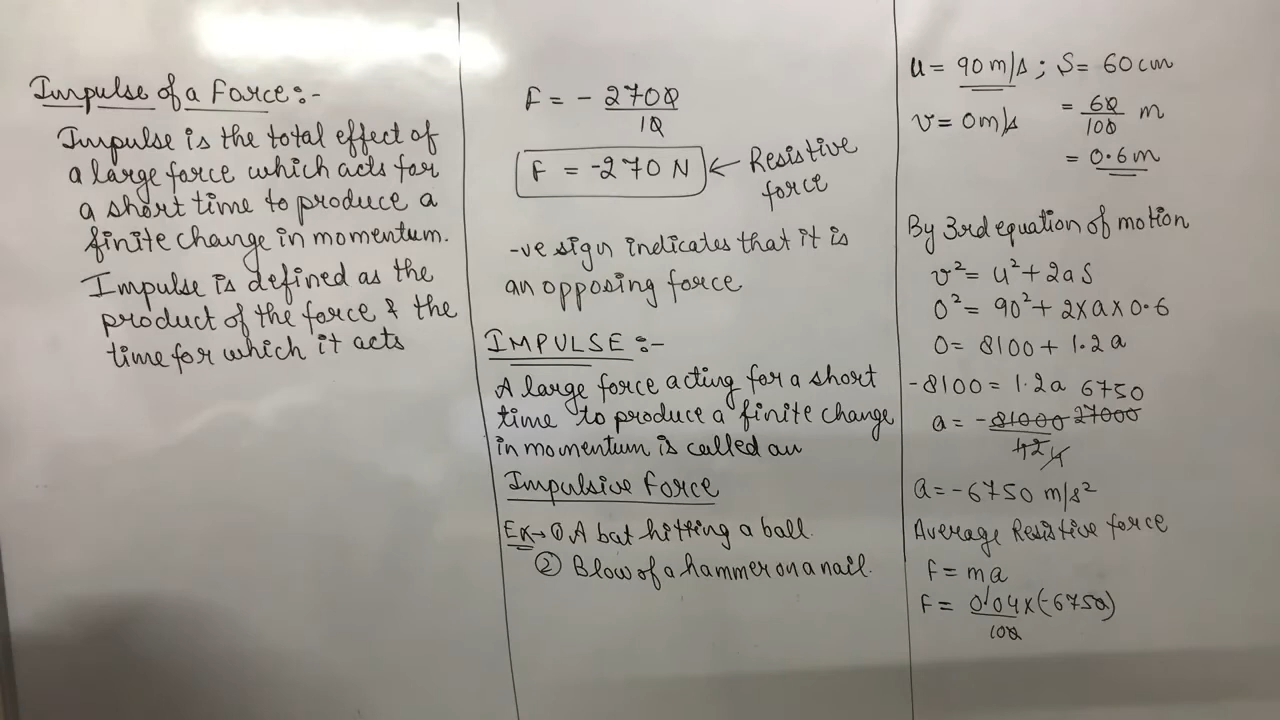 Impulse of a Force:-
Impulse is the total effect of
a large force which acts for
a short time to produce a
finite change in momentum.
Impulse is defined as the
product of the force & the
time for which it acts
F = - 2700
10
F = -270 N ← Resistive
force
-ve sign indicates that it is
an opposing force
IMPULSE :-
A large force acting for a short
time to produce a finite change
in momentum is called an
Impulsive Force
Ex→ ① A bat hitting a ball.
② Blow of a hammer on a nail.
u = 90 m/s ; S = 60 cm
v = 0 m/s = 60/100 m
= 0.6 m
By 3rd equation of motion
v² = u² + 2aS
0² = 90² + 2×a×0.6
0 = 8100 + 1.2a
-8100 = 1.2a 6750
a = - 81000 27000
12 4
a = -6750 m/s²
Average Resistive force
F = ma
F = 0.04×(-6750)
100